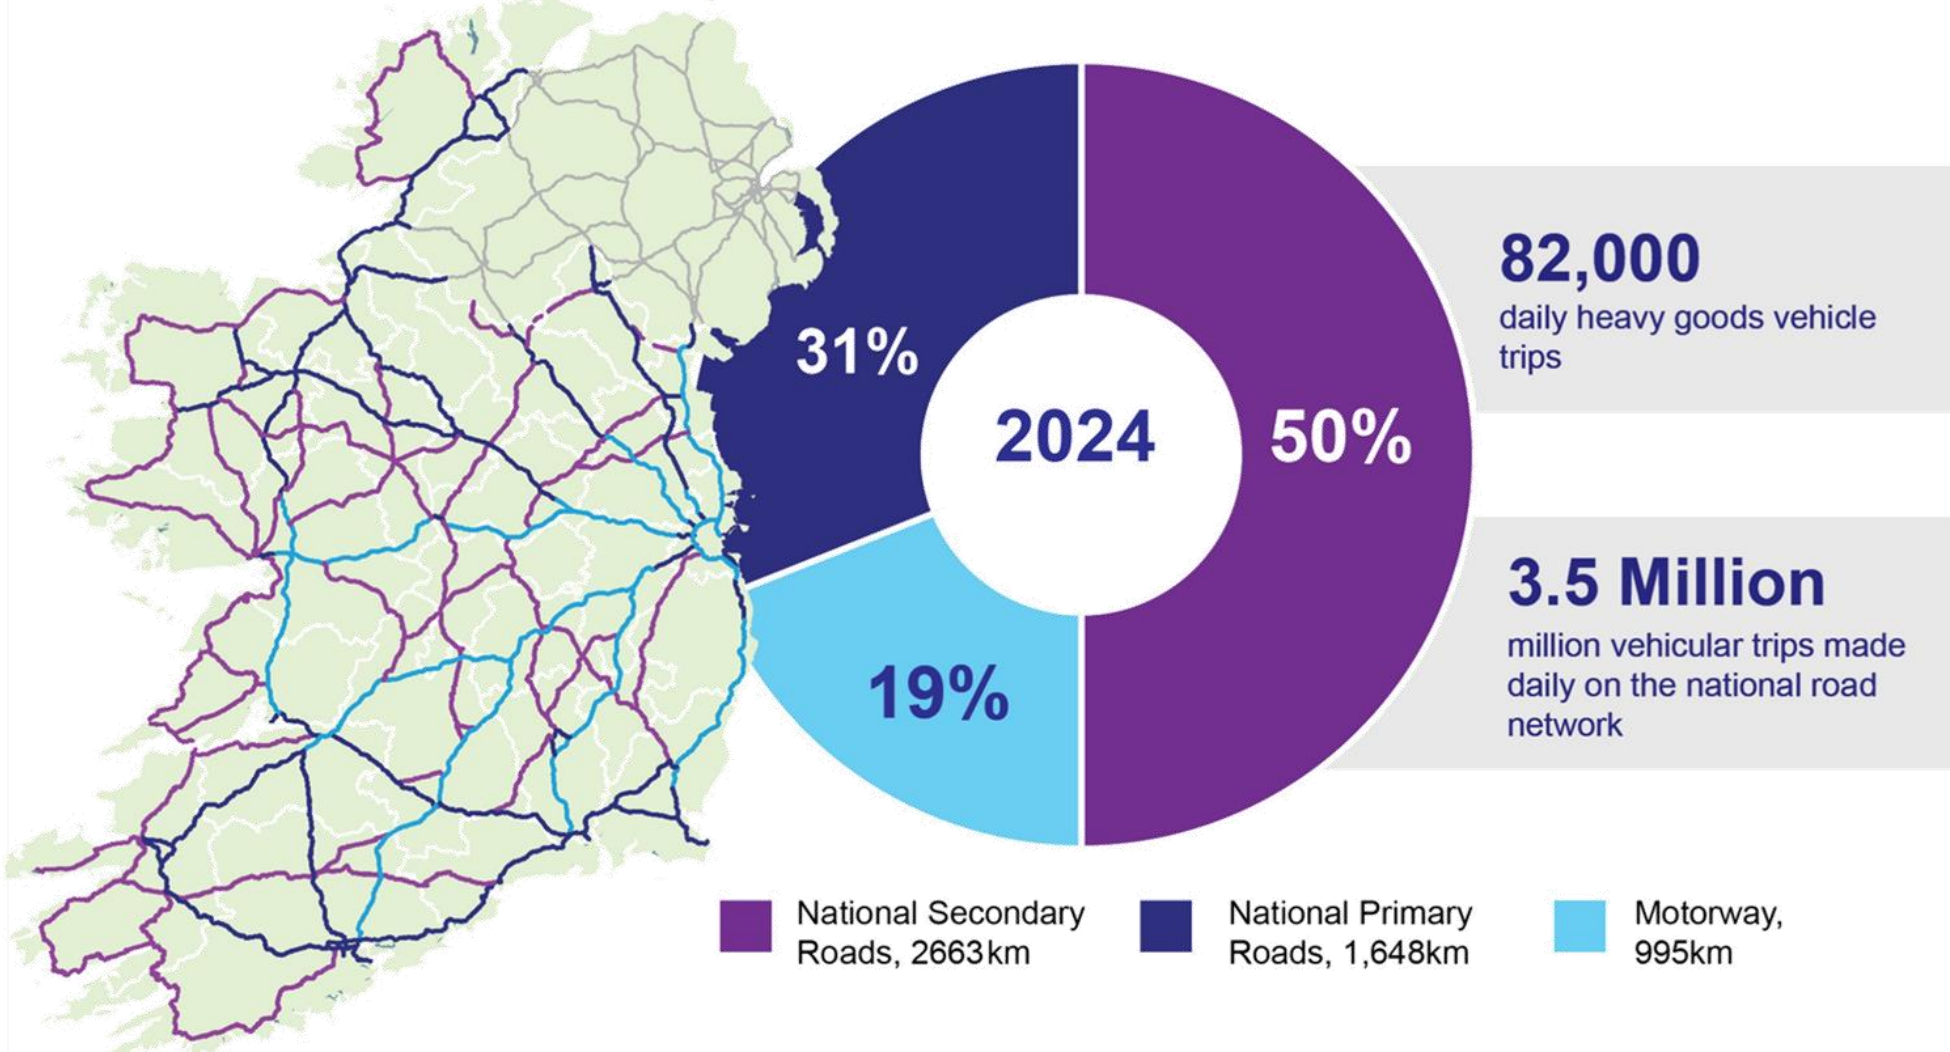 31%
2024
50%
19%
82,000
daily heavy goods vehicle
trips
3.5 Million
million vehicular trips made
daily on the national road
network
National Secondary
Roads, 2663km
National Primary
Roads, 1,648km
Motorway,
995km